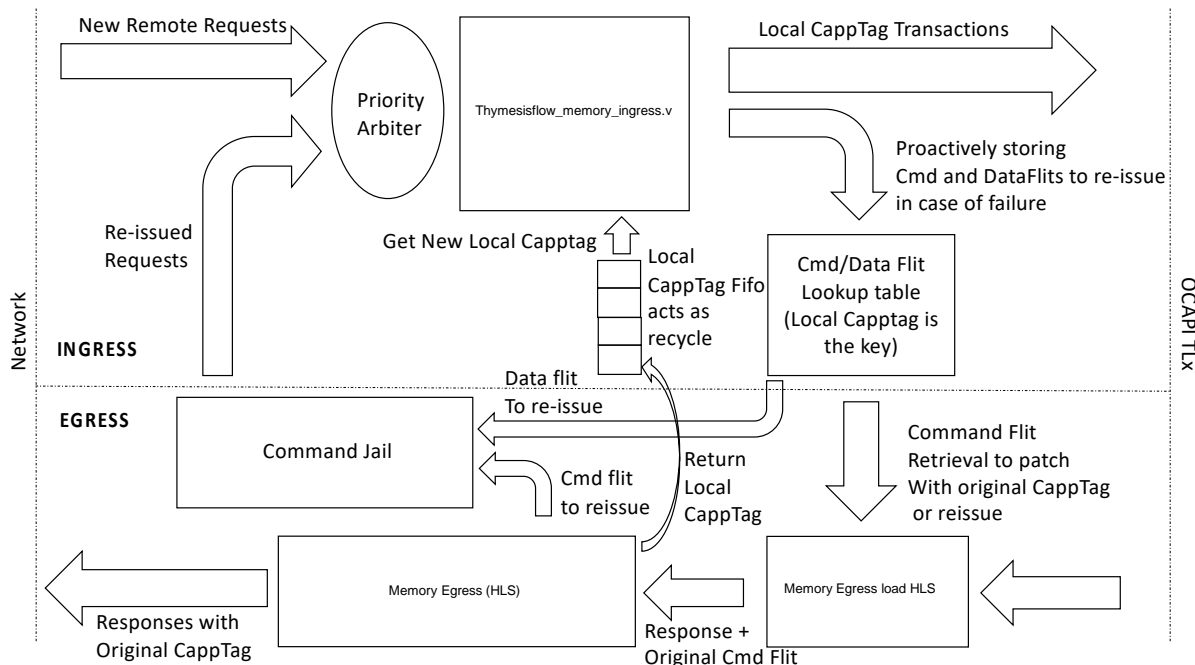 New Remote Requests
Priority
Arbiter
Thymesisflow_memory_ingress.v
Local CappTag Transactions
Proactively storing
Cmd and DataFlits to re-issue
in case of failure
Re-issued
Requests
Get New Local Capptag
Local
CappTag Fifo
acts as
recycle
Cmd/Data Flit
Lookup table
(Local Capptag is
the key)
Network
INGRESS
OCAPI TLx
EGRESS
Data flit
To re-issue
Command Jail
Cmd flit
to reissue
Return
Local
CappTag
Command Flit
Retrieval to patch
With original CappTag
or reissue
Memory Egress (HLS)
Memory Egress load HLS
Responses with
Original CappTag
Response +
Original Cmd Flit